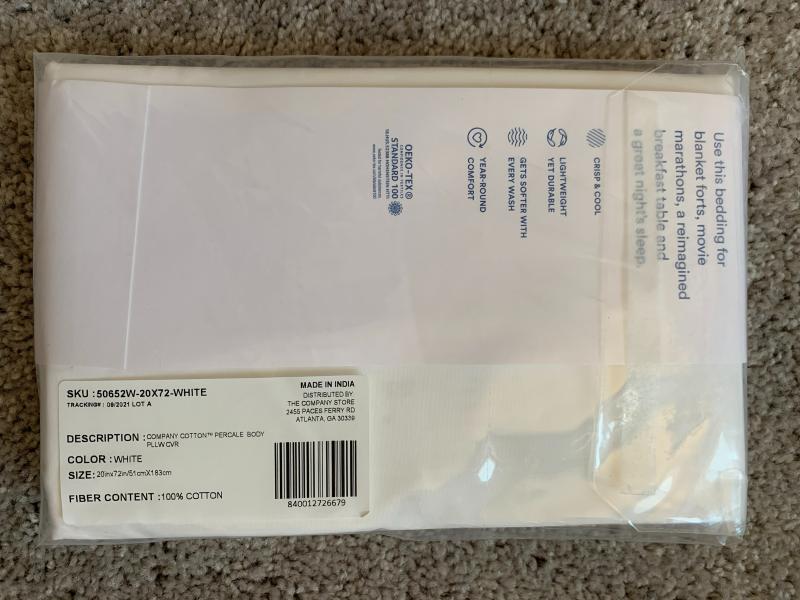 Use this bedding for
blanket forts, movie
marathons, a reimagined
breakfast table and
a great night's sleep.
CRISP & COOL
LIGHTWEIGHT
YET DURABLE
GETS SOFTER WITH
EVERY WASH
YEAR-ROUND
COMFORT
OEKO-TEX®
STANDARD 100
SKU :50652W-20X72-WHITE
TRACKING# : 08/2021 LOT A
DESCRIPTION :COMPANY COTTON™ PERCALE BODY
PLLW CVR
COLOR :WHITE
SIZE:20inx72in/51cmX183cm
FIBER CONTENT :100% COTTON
MADE IN INDIA
DISTRIBUTED BY
THE COMPANY STORE
2455 PACES FERRY RD
ATLANTA, GA 30339
840012726679